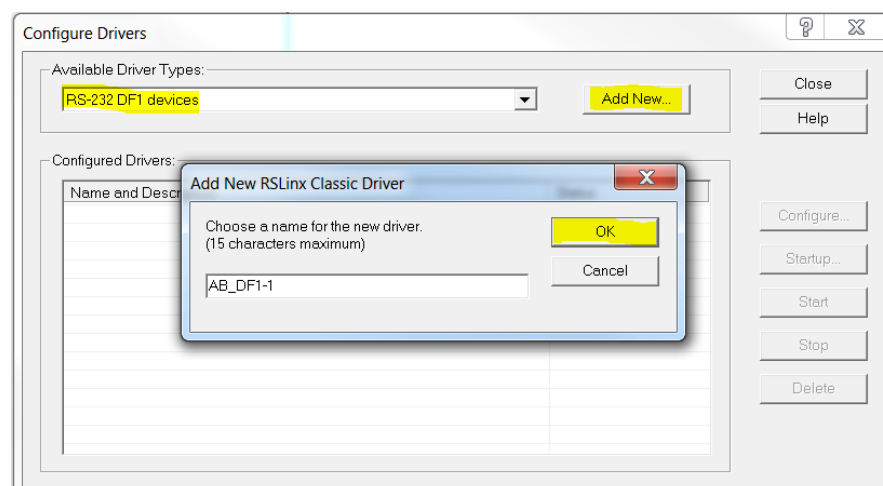 Configure Drivers
Available Driver Types:
RS-232 DF1 devices
Add New...
Close
Help
Configured Drivers:
Name and Descr
Status
Add New RSLinx Classic Driver
Choose a name for the new driver.
(15 characters maximum)
AB_DF1-1
OK
Cancel
Configure...
Startup...
Start
Stop
Delete